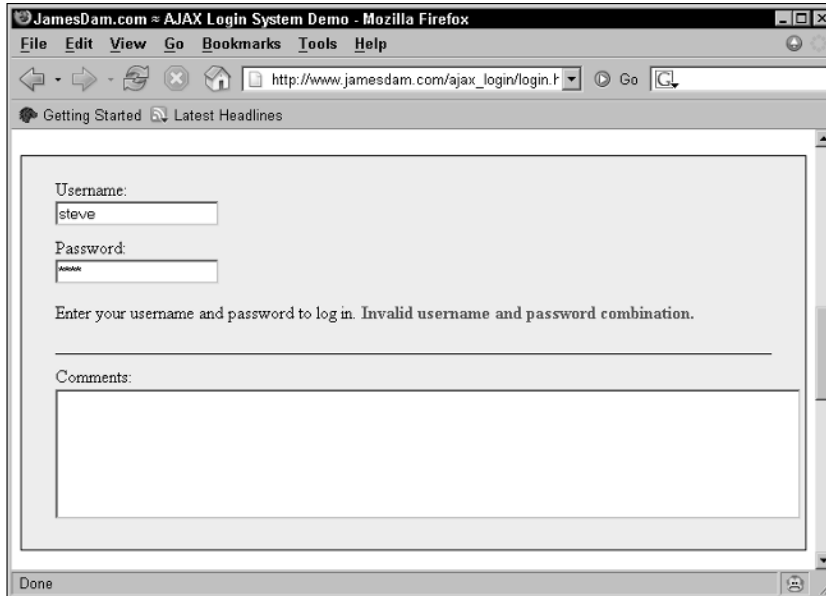 JamesDam.com ≈ AJAX Login System Demo - Mozilla Firefox
File Edit View Go Bookmarks Tools Help
http://www.jamesdam.com/ajax_login/login.h Go G
Getting Started Latest Headlines
Username:
steve
Password:
****
Enter your username and password to log in. Invalid username and password combination.
Comments:
Done